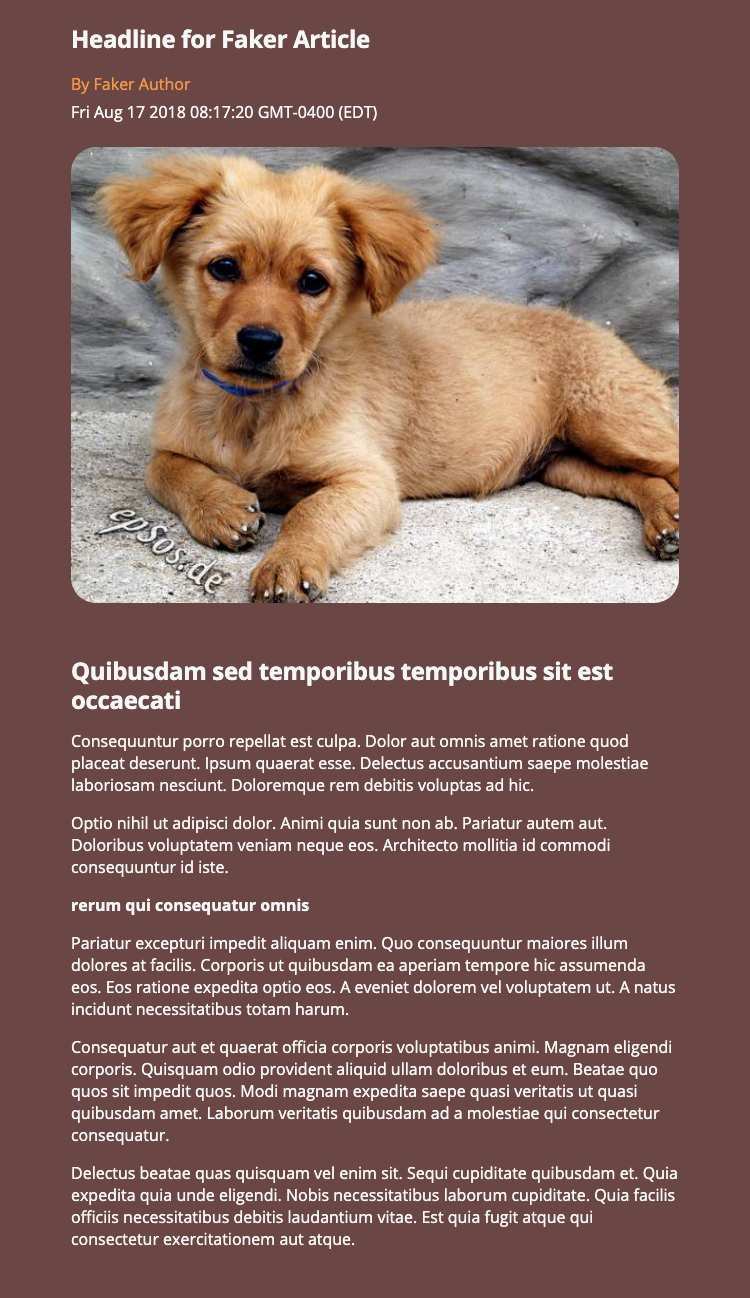 Headline for Faker Article
By Faker Author
Fri Aug 17 2018 08:17:20 GMT-0400 (EDT)
epSos.de
Quibusdam sed temporibus temporibus sit est
occaecati
Consequuntur porro repellat est culpa. Dolor aut omnis amet ratione quod
placeat deserunt. Ipsum quaerat esse. Delectus accusantium saepe molestiae
laboriosam nesciunt. Doloremque rem debitis voluptas ad hic.
Optio nihil ut adipisci dolor. Animi quia sunt non ab. Pariatur autem aut.
Doloribus voluptatem veniam neque eos. Architecto mollitia id commodi
consequuntur id iste.
rerum qui consequatur omnis
Pariatur excepturi impedit aliquam enim. Quo consequuntur maiores illum
dolores at facilis. Corporis ut quibusdam ea aperiam tempore hic assumenda
eos. Eos ratione expedita optio eos. A eveniet dolorem vel voluptatem ut. A natus
incidunt necessitatibus totam harum.
Consequatur aut et quaerat officia corporis voluptatibus animi. Magnam eligendi
corporis. Quisquam odio provident aliquid ullam doloribus et eum. Beatae quo
quos sit impedit quos. Modi magnam expedita saepe quasi veritatis ut quasi
quibusdam amet. Laborum veritatis quibusdam ad a molestiae qui consectetur
consequatur.
Delectus beatae quas quisquam vel enim sit. Sequi cupiditate quibusdam et. Quia
expedita quia unde eligendi. Nobis necessitatibus laborum cupiditate. Quia facilis
officiis necessitatibus debitis laudantium vitae. Est quia fugit atque qui
consectetur exercitationem aut atque.